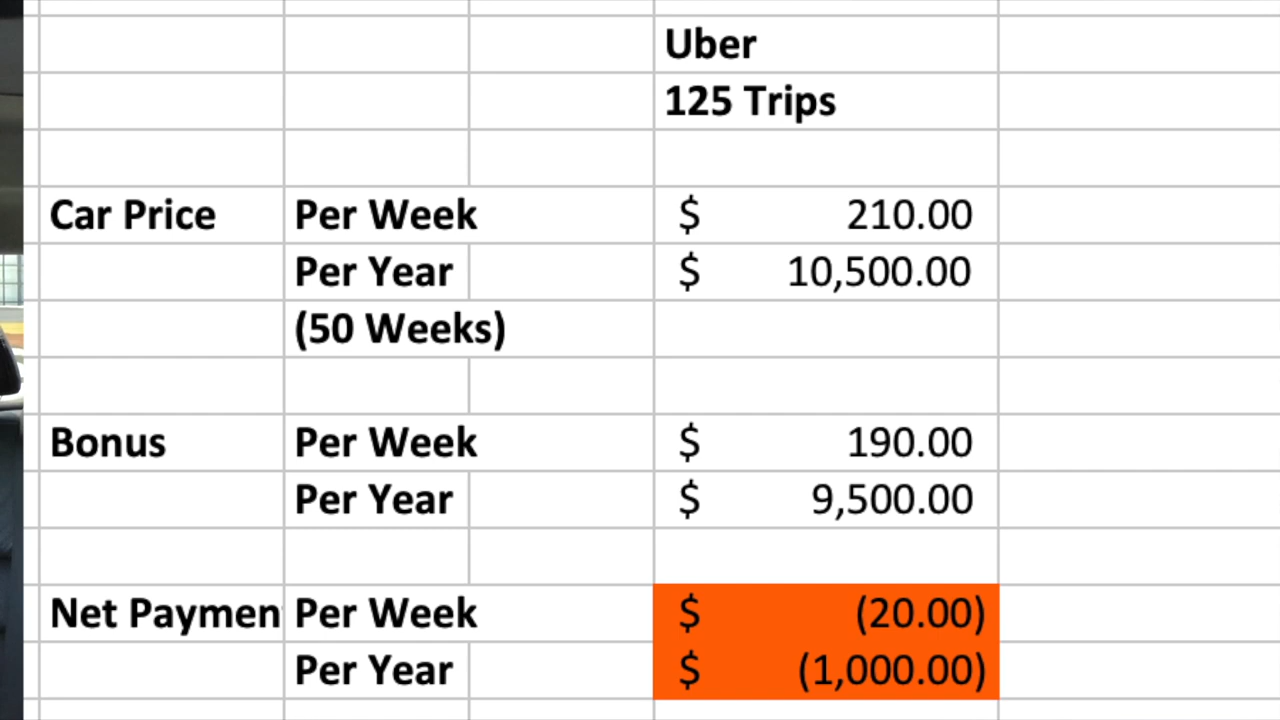 Uber
125 Trips
Car Price Per Week $ 210.00
Per Year $ 10,500.00
(50 Weeks)
Bonus Per Week $ 190.00
Per Year $ 9,500.00
Net Paymen Per Week $ (20.00)
Per Year $ (1,000.00)